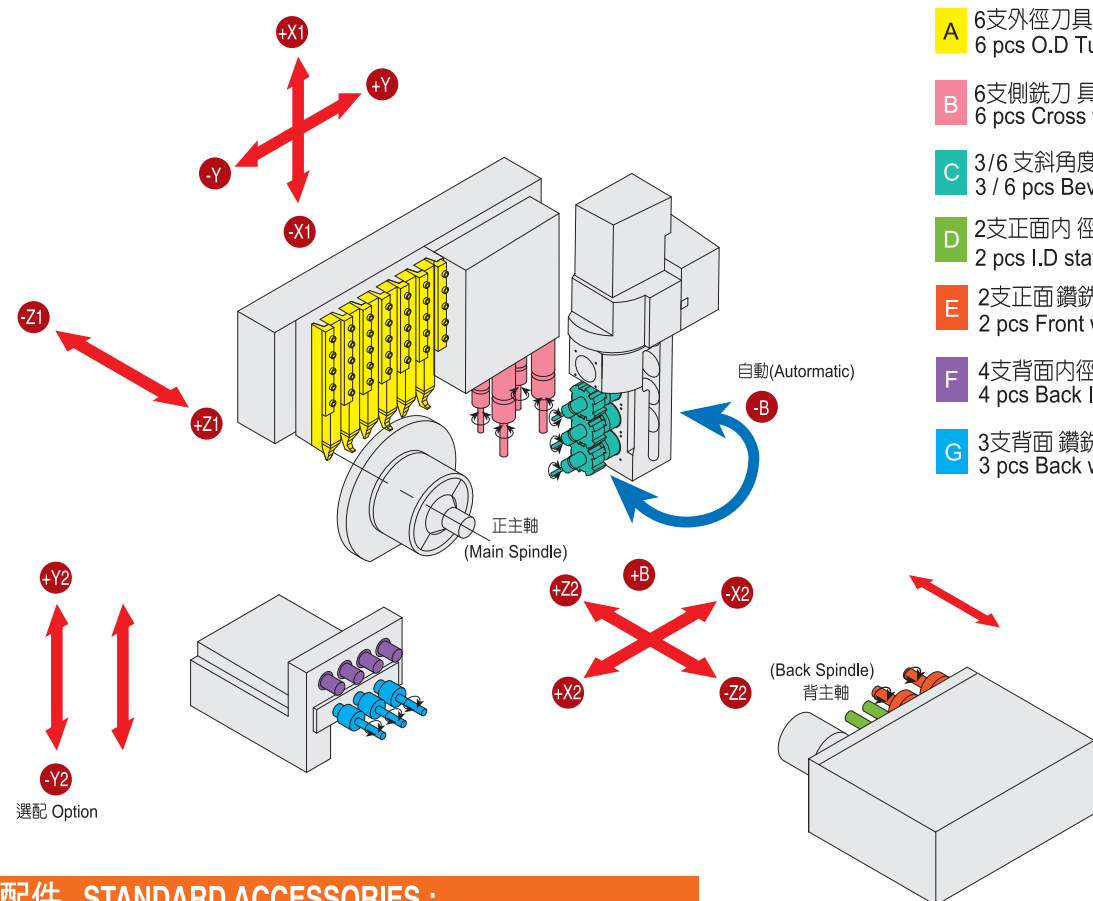 +X1
+Y
-Y
-X1
-Z1
+Z1
A 6支外徑刀具
6 pcs O.D
B 6支側銑刀 具
6 pcs Cross
C 3/6 支斜角度
3 / 6 pcs
D 2支正面內 徑
2 pcs I.D
E 2支正面 鑽銑
2 pcs Front
F 4支背面內徑
4 pcs Back
G 3支背面 鑽銑
3 pcs Back
自動(Autormatic)
-B
正主軸
(Main Spindle)
+Y2
-Y2
選配 Option
+B
+Z2
-X2
+X2
-Z2
(Back Spindle)
背主軸
配件 STANDARD ACCESSORIES :